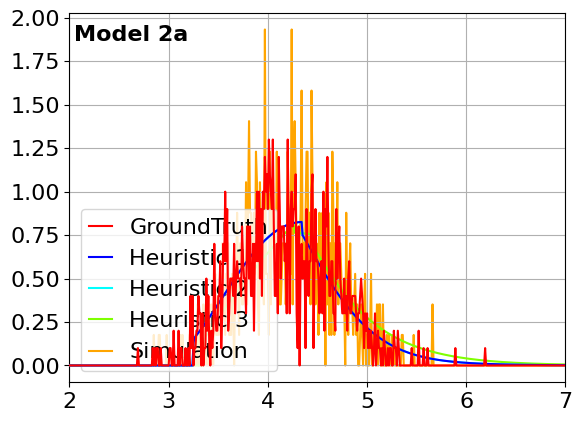 Model 2a
2.00
1.75
1.50
1.25
1.00
0.75
0.50
0.25
0.00
GroundTruth
Heuristic 1
Heuristic 2
Heuristic 3
Simulation
2 3 4 5 6 7